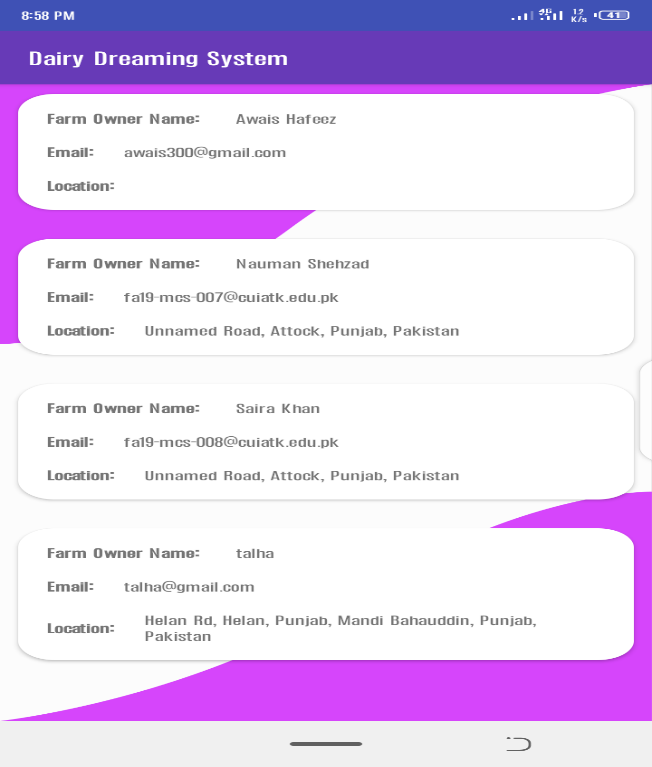 8:58 PM 4G 1.2 K/s 41
Dairy Dreaming System
Farm Owner Name: Awais Hafeez
Email: awais300@gmail.com
Location:
Farm Owner Name: Nauman Shehzad
Email: fa19-mcs-007@cuiatk.edu.pk
Location: Unnamed Road, Attock, Punjab, Pakistan
Farm Owner Name: Saira Khan
Email: fa19-mcs-008@cuiatk.edu.pk
Location: Unnamed Road, Attock, Punjab, Pakistan
Farm Owner Name: talha
Email: talha@gmail.com
Location: Helan Rd, Helan, Punjab, Mandi Bahauddin, Punjab,
Pakistan